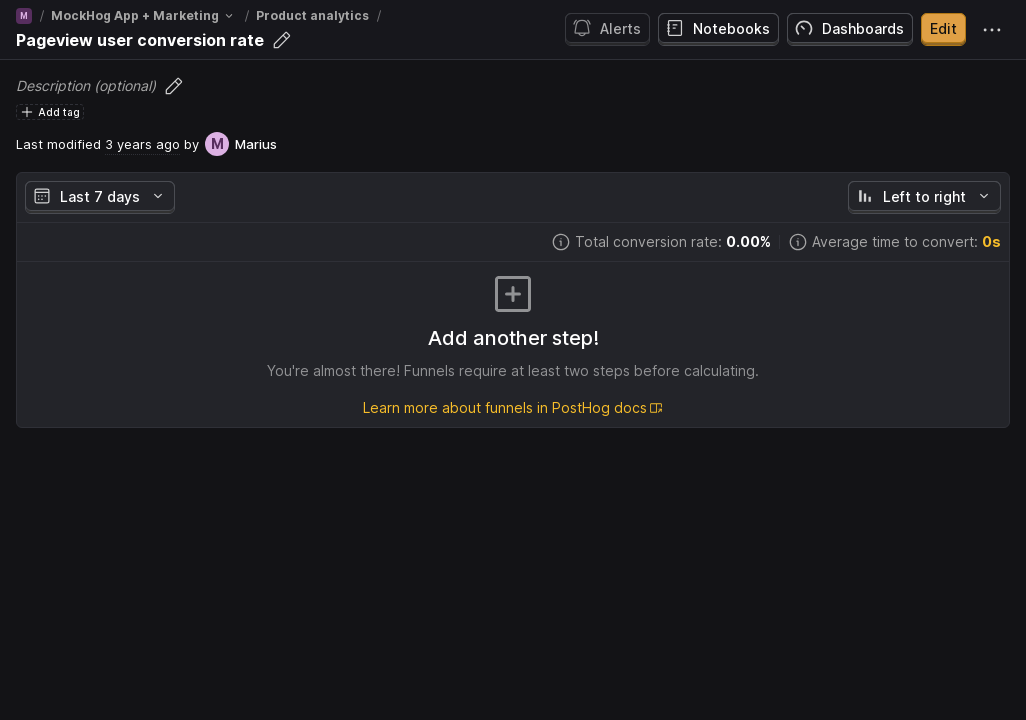 M / MockHog App + Marketing / Product analytics /
Pageview user conversion rate
Alerts Notebooks Dashboards Edit
Description (optional)
Add tag
Last modified 3 years ago by M Marius
Last 7 days Left to right
Total conversion rate: 0.00% Average time to convert: 0s
Add another step!
You're almost there! Funnels require at least two steps before calculating.
Learn more about funnels in PostHog docs